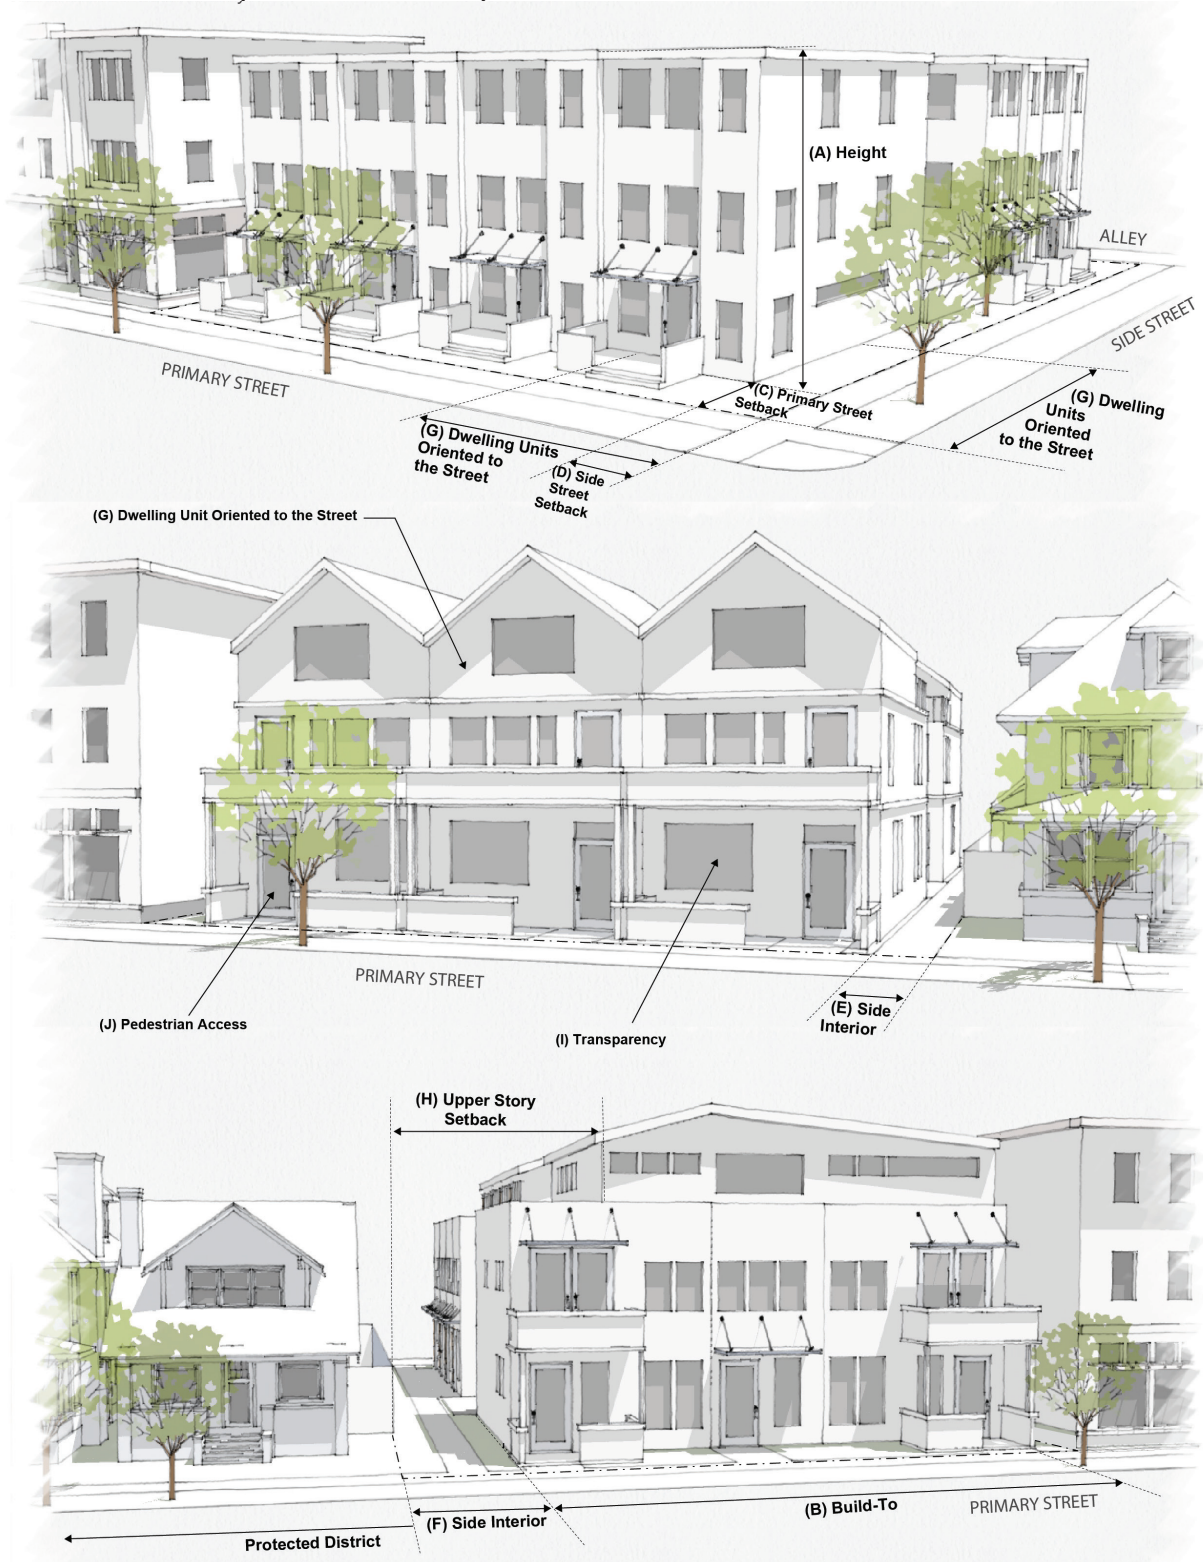 (A) Height
ALLEY
SIDE STREET
PRIMARY STREET
(C) Primary Street
Setback
(G) Dwelling
Units
Oriented
to the Street
(G) Dwelling Units
Oriented to
the Street
(D) Side
Street
Setback
(G) Dwelling Unit Oriented to the Street
PRIMARY STREET
(J) Pedestrian Access
(I) Transparency
(E) Side
Interior
(H) Upper Story
Setback
(B) Build-To
PRIMARY STREET
(F) Side Interior
Protected District